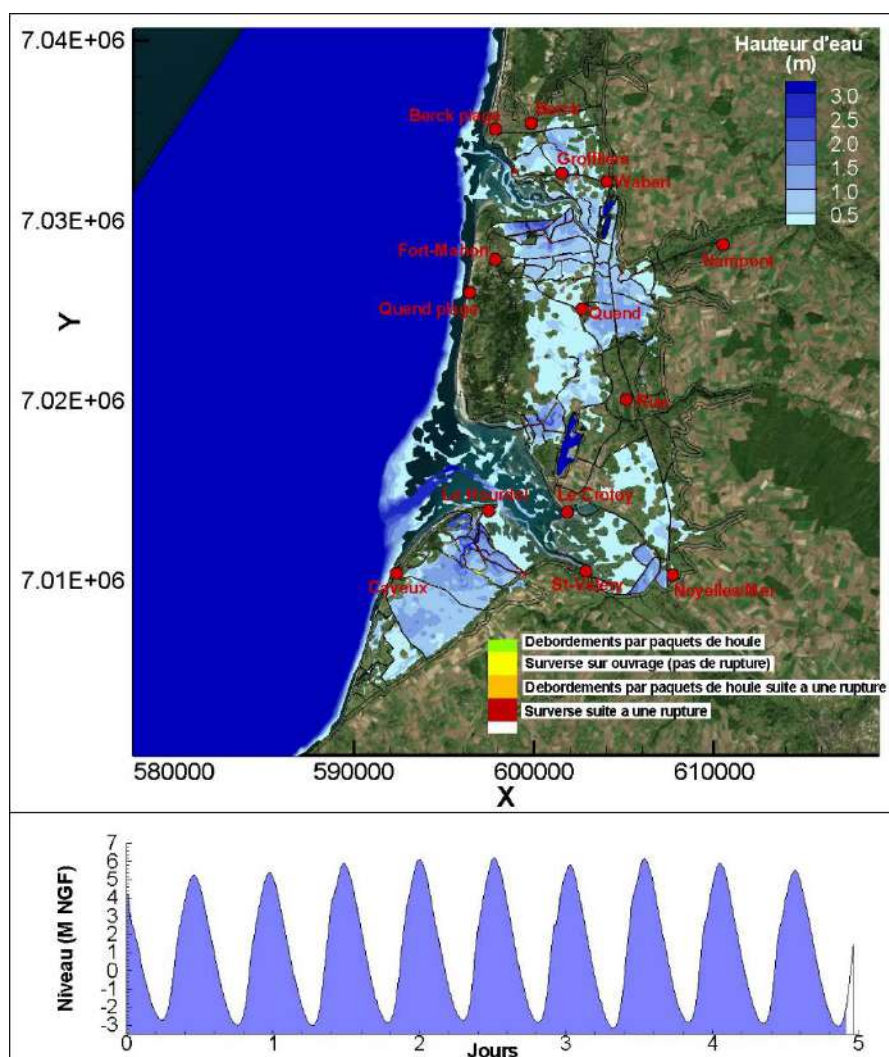 7.04E+06
7.03E+06
7.02E+06
7.01E+06
Y
Hauteur d'eau
(m)
3.0
2.5
2.0
1.5
1.0
0.5
Berck plage
Berck
Groffliers
Waben
Fort-Mahon
Nampont
Quend plage
Quend
Rue
Le Hourdel
Le Crotoy
Cayeux
St-Valery
Noyelles/Mer
Debordements par paquets de houle
Surverse sur ouvrage (pas de rupture)
Debordements par paquets de houle suite a une rupture
Surverse suite a une rupture
580000 590000 600000 610000
X
Niveau (M NGF)
7
6
5
4
3
2
1
0
-1
-2
-3
0 1 2 3 4 5
Jours